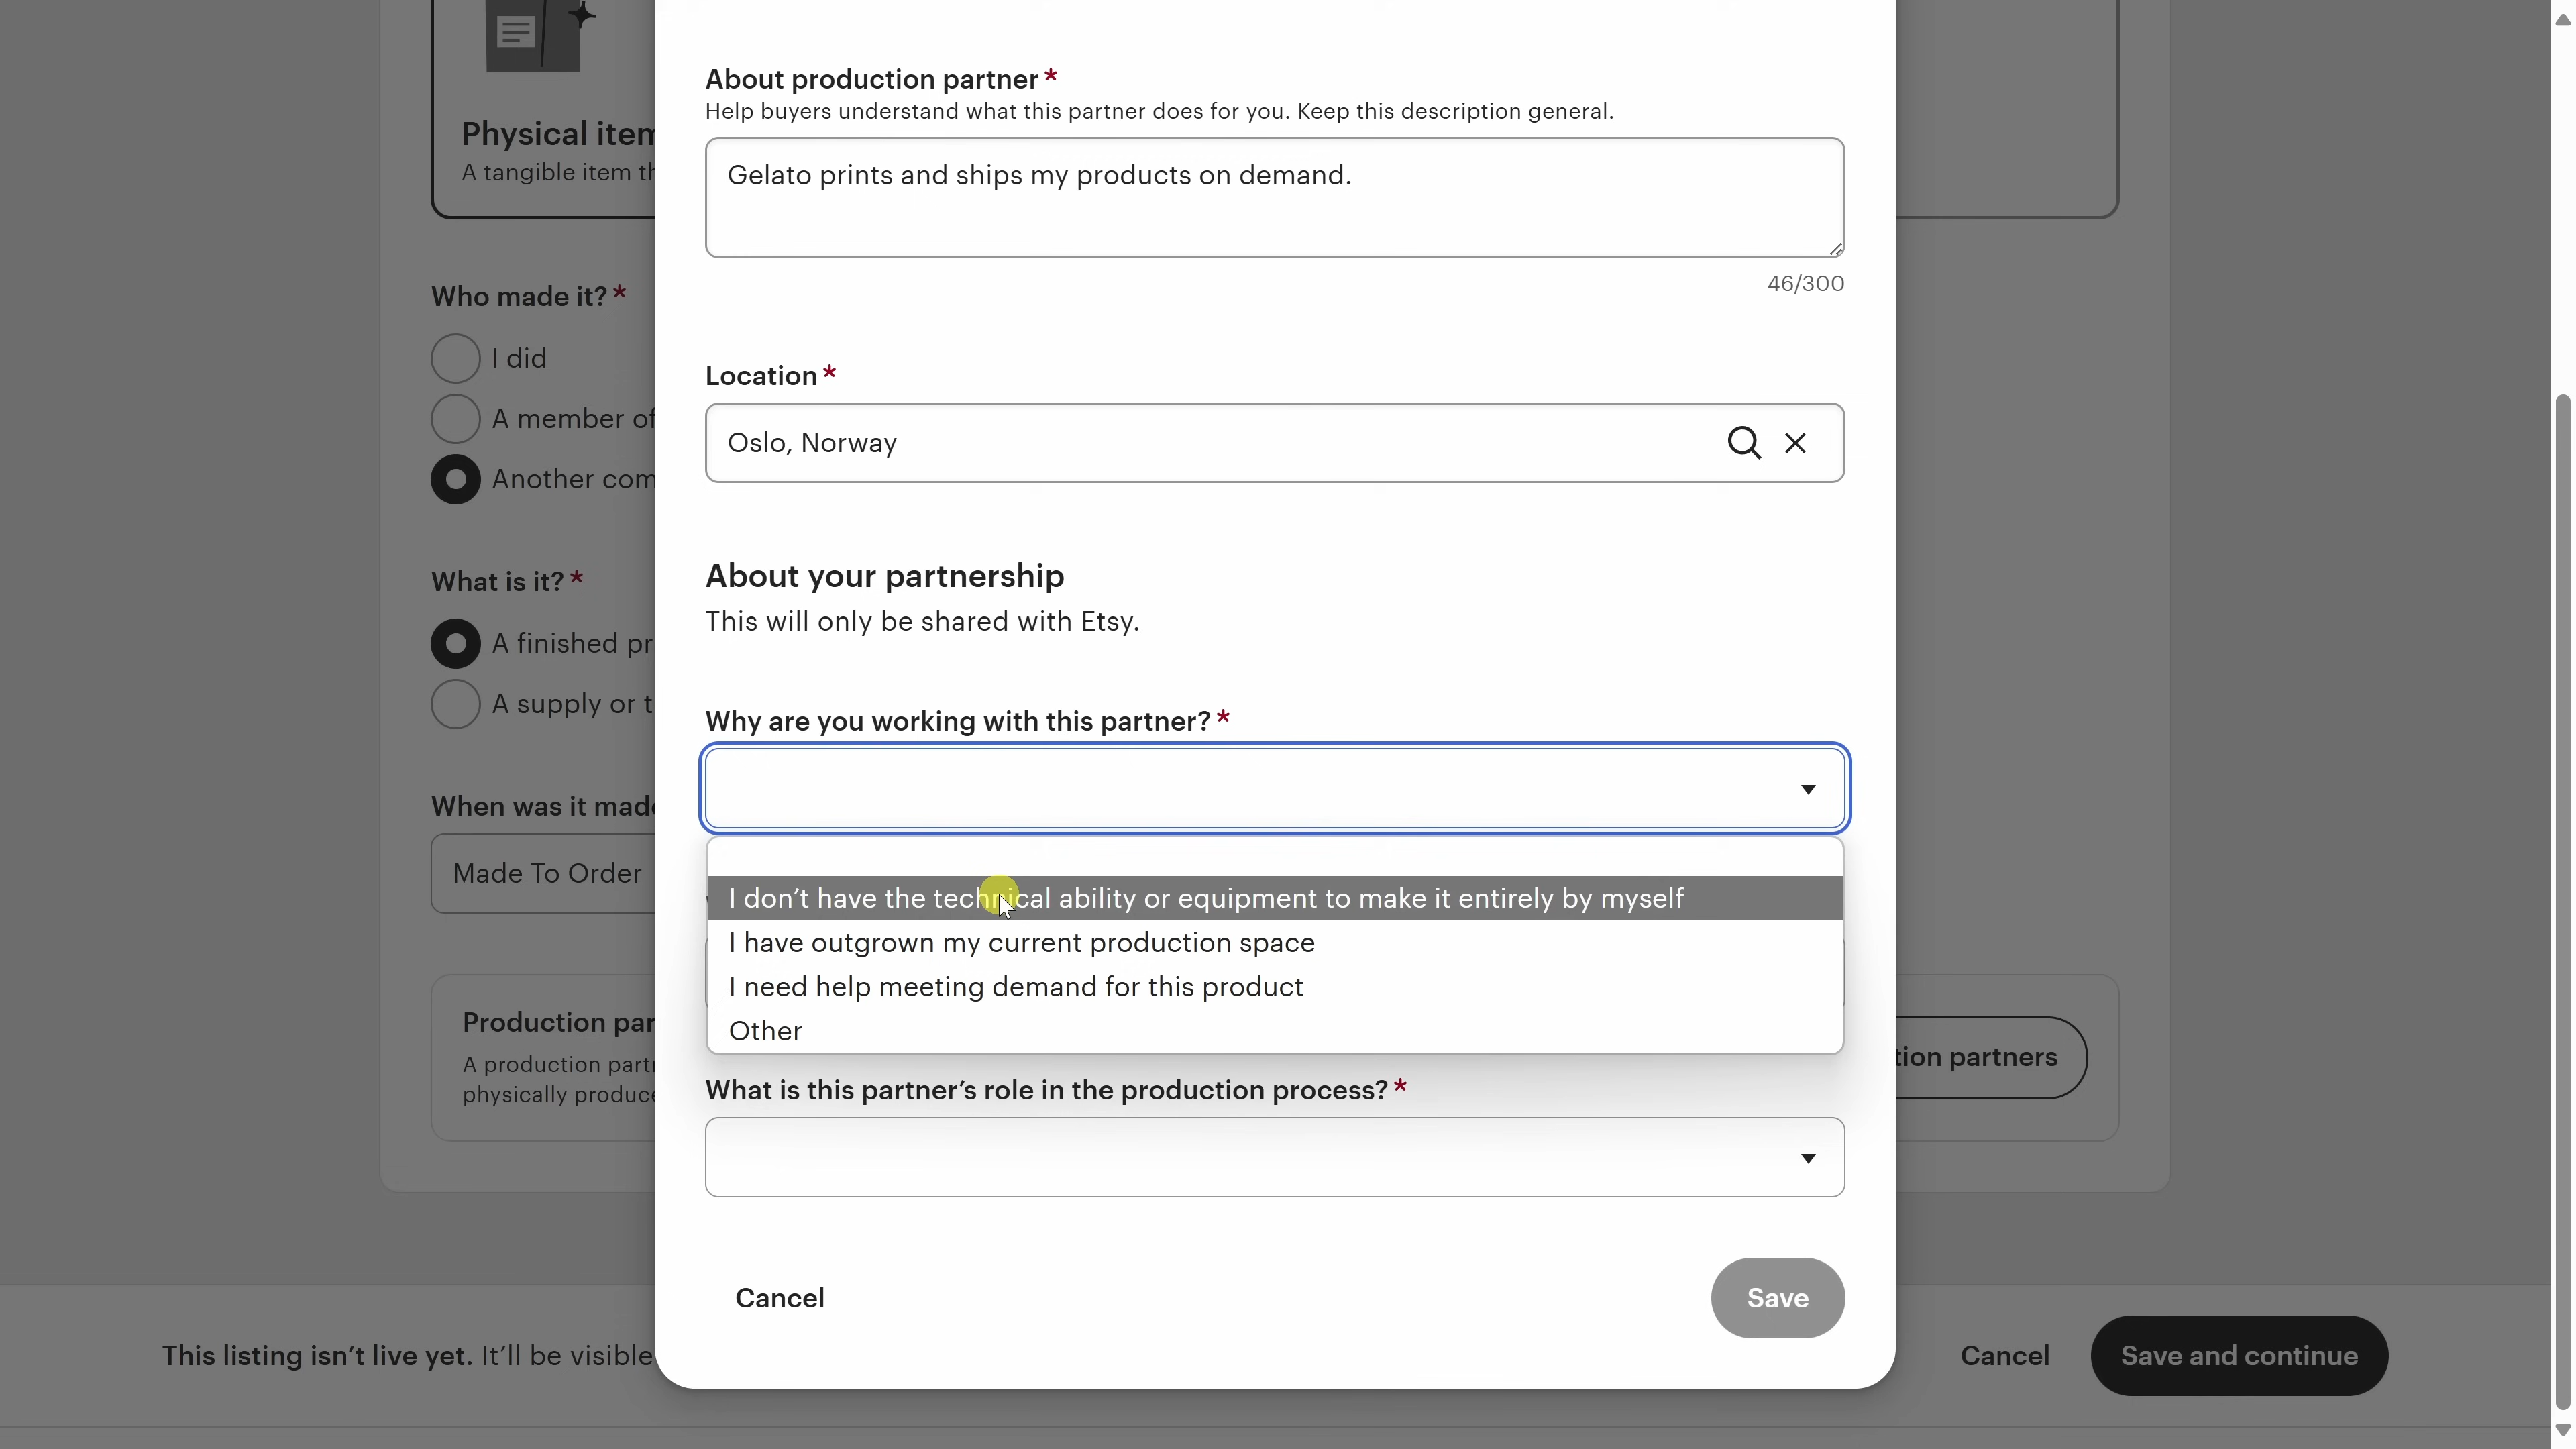 About production partner*
Help buyers understand what this partner does for you. Keep this description general.
Gelato prints and ships my products on demand.
46/300
Physical item
A tangible item th
Location*
Oslo, Norway
Who made it?*
I did
A member of
Another com
About your partnership
This will only be shared with Etsy.
What is it?*
A finished pr
A supply or t
Why are you working with this partner?*
I don't have the technical ability or equipment to make it entirely by myself
I have outgrown my current production space
I need help meeting demand for this product
Other
When was it made
Made To Order
Production par
A production partn
physically produce
tion partners
What is this partner's role in the production process?*
Cancel
Save
This listing isn't live yet. It'll be visible
Cancel
Save and continue